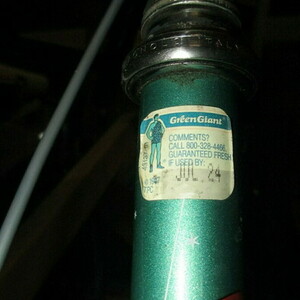 Green Giant
COMMENTS?
CALL 800-328-4466
GUARANTEED FRESH
IF USED BY:
JUL 24